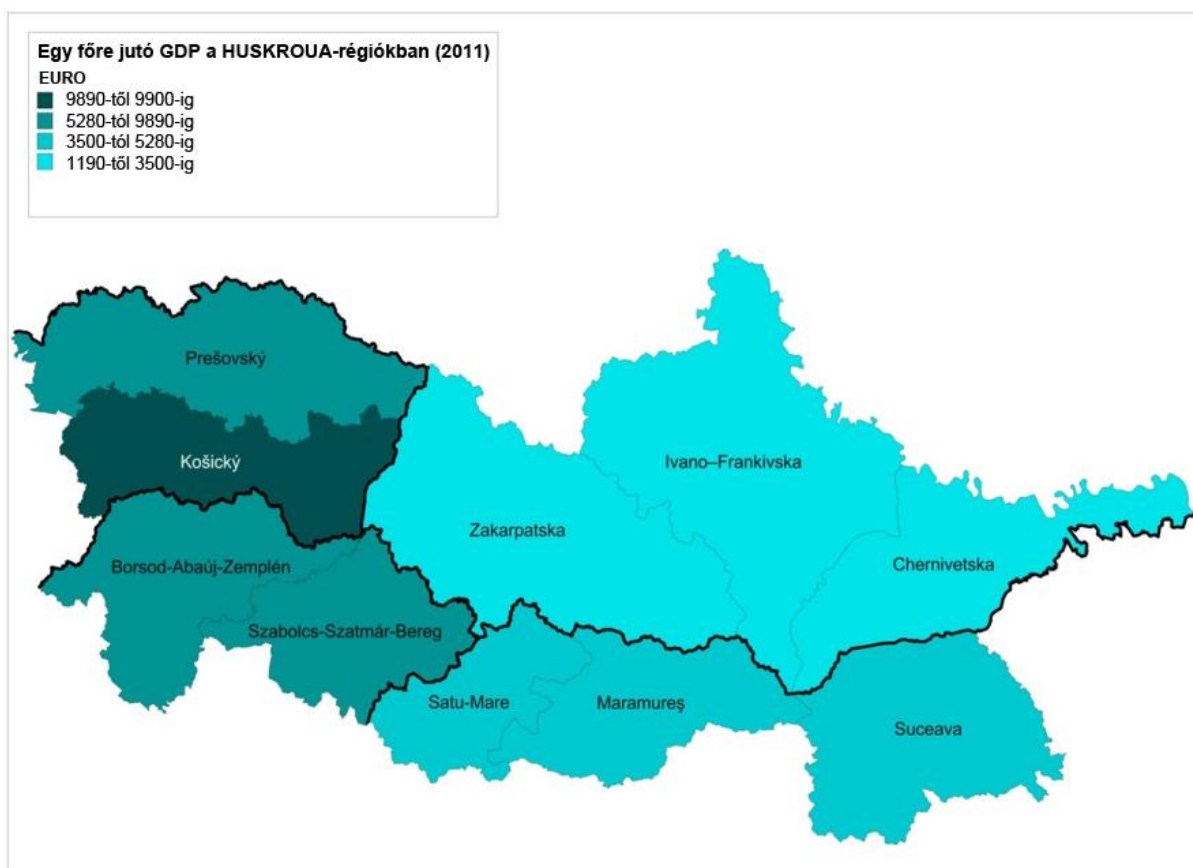 Egy főre jutó GDP a HUSKROUA-régiókban (2011)
EURO
9890-től 9900-ig
5280-tól 9890-ig
3500-tól 5280-ig
1190-től 3500-ig
Prešovský
Košický
Ivano–Frankivska
Zakarpatska
Chernivetska
Borsod-Abaúj-Zemplén
Szabolcs-Szatmár-Bereg
Satu-Mare
Maramureş
Suceava